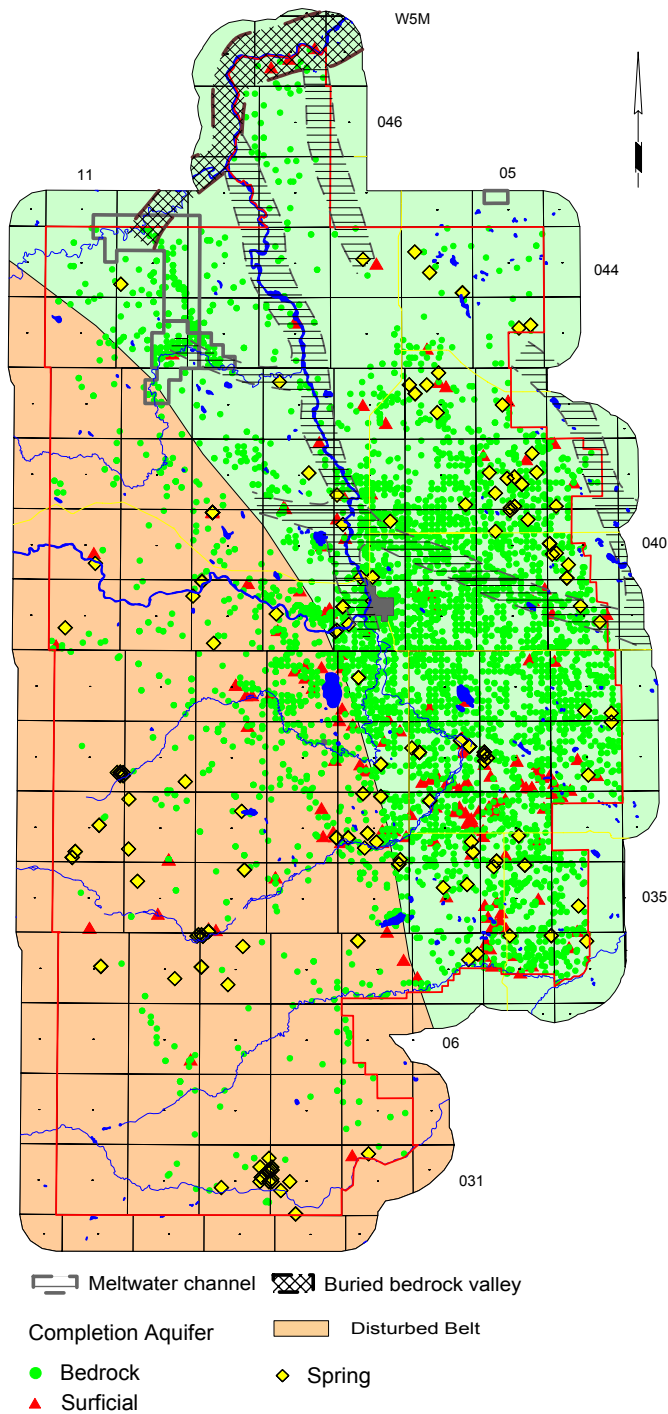 W5M
046
11
05
044
040
035
06
031
Meltwater channel
Buried bedrock valley
Completion Aquifer
Disturbed Belt
Bedrock
Spring
Surficial